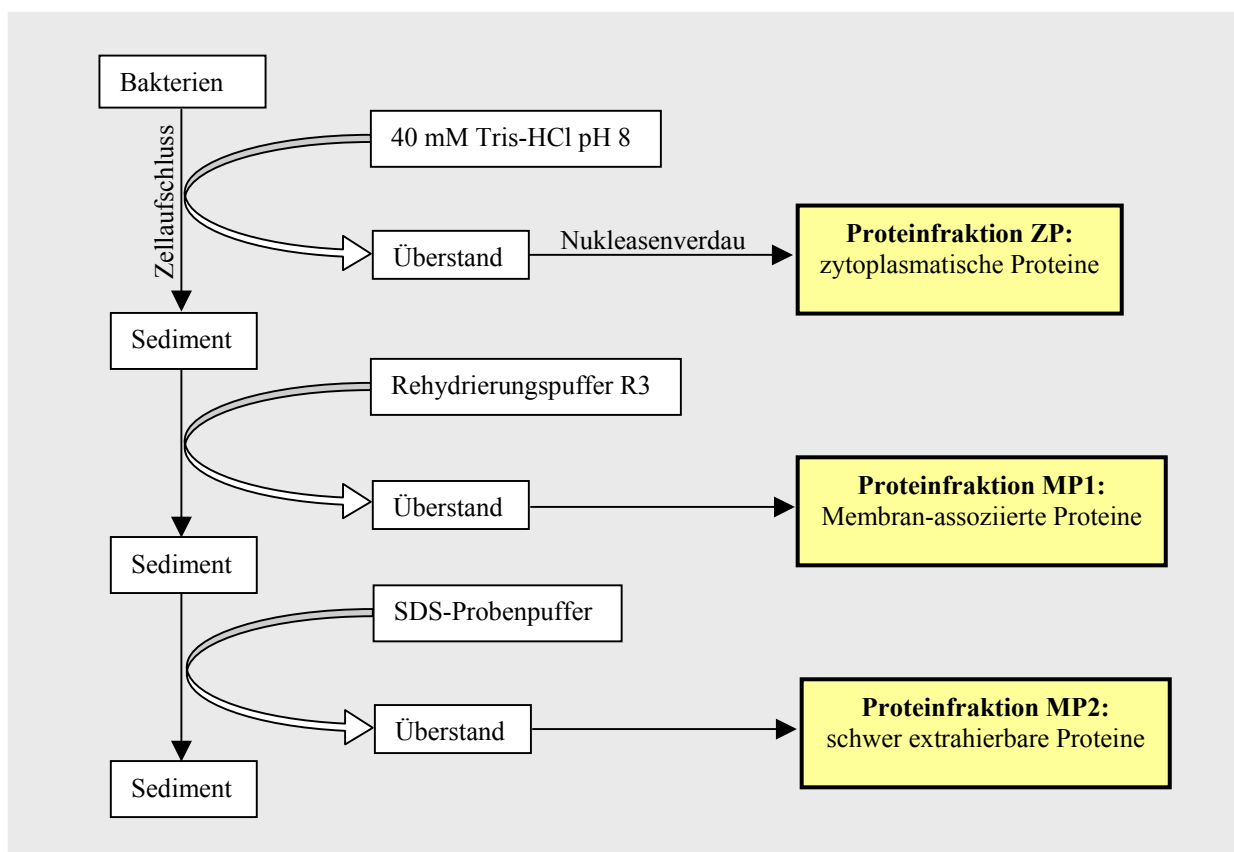 Bakterien
Zellaufschluss
40 mM Tris-HCl pH 8
Überstand
Nukleasenverdau
Proteinfraktion ZP:
zytoplasmatische Proteine
Sediment
Rehydrierungspuffer R3
Überstand
Proteinfraktion MP1:
Membran-assoziierte Proteine
Sediment
SDS-Probenpuffer
Überstand
Proteinfraktion MP2:
schwer extrahierbare Proteine
Sediment